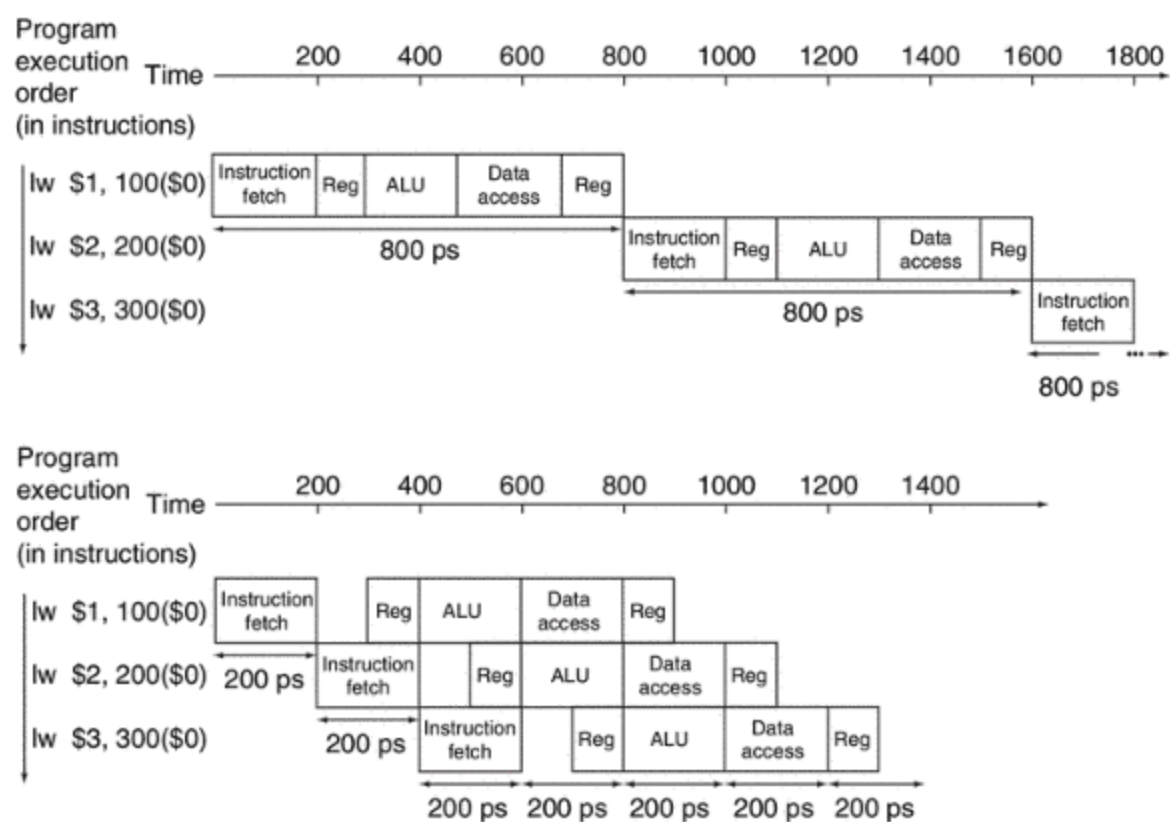 Program
execution
order
(in instructions)
Time
200 400 600 800 1000 1200 1400 1600 1800
lw $1, 100($0)
Instruction
fetch
Reg
ALU
Data
access
Reg
800 ps
lw $2, 200($0)
Instruction
fetch
Reg
ALU
Data
access
Reg
800 ps
lw $3, 300($0)
Instruction
fetch
...
800 ps
Program
execution
order
(in instructions)
Time
200 400 600 800 1000 1200 1400
lw $1, 100($0)
Instruction
fetch
Reg
ALU
Data
access
Reg
200 ps
lw $2, 200($0)
Instruction
fetch
Reg
ALU
Data
access
Reg
200 ps
lw $3, 300($0)
Instruction
fetch
Reg
ALU
Data
access
Reg
200 ps 200 ps 200 ps 200 ps 200 ps